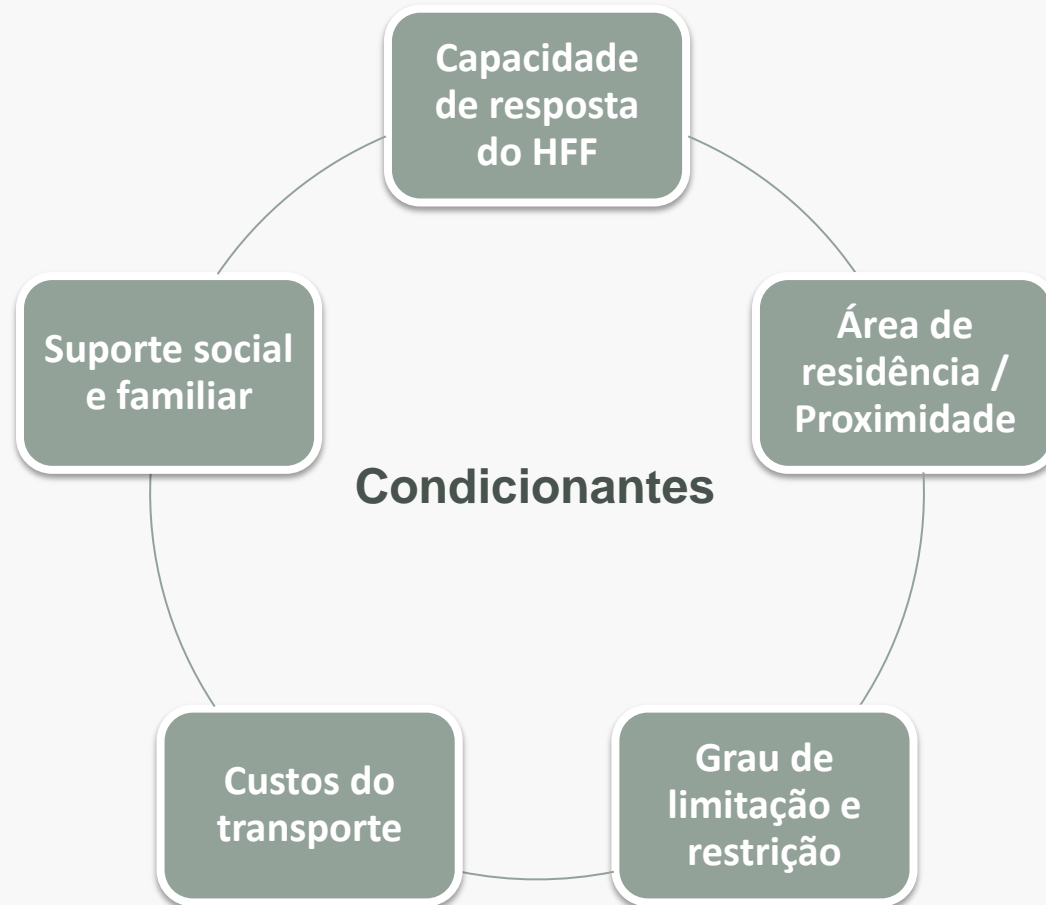 Capacidade
de resposta
do HFF
Suporte social
e familiar
Área de
residência /
Proximidade
Condicionantes
Custos do
transporte
Grau de
limitação e
restrição